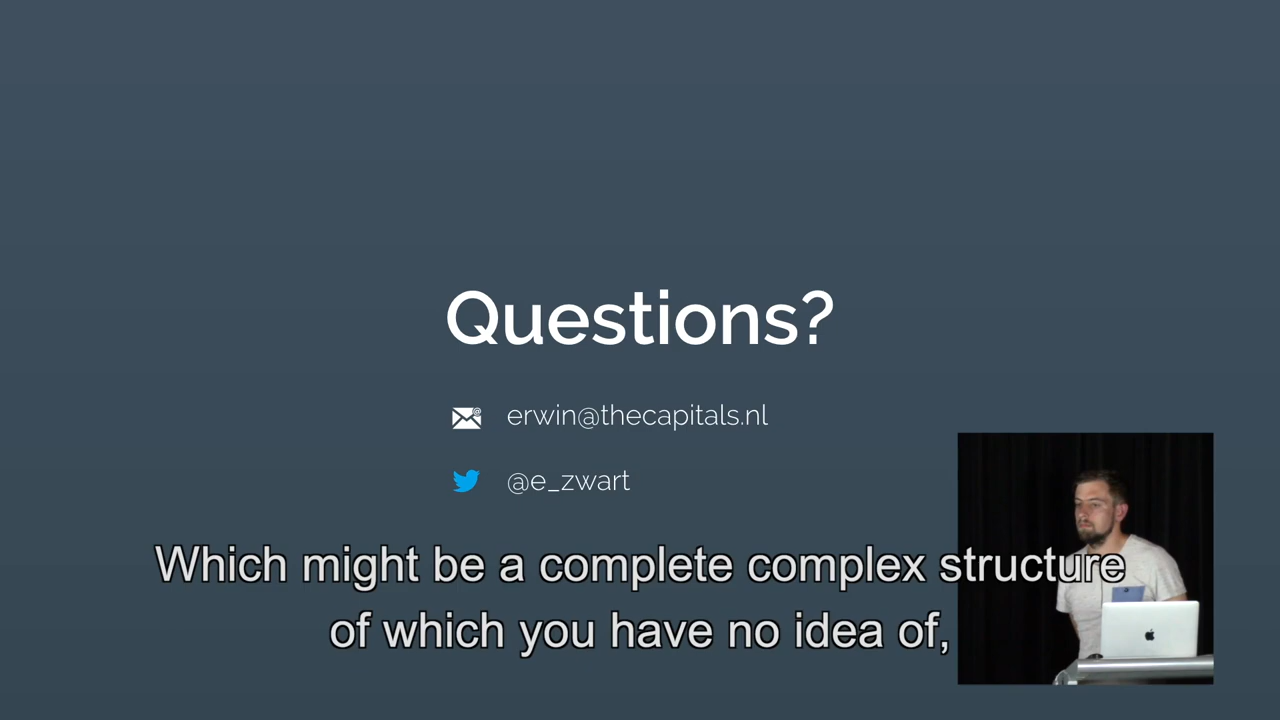 Questions?
erwin@thecapitals.nl
@e_zwart
Which might be a complete complex structure
of which you have no idea of,